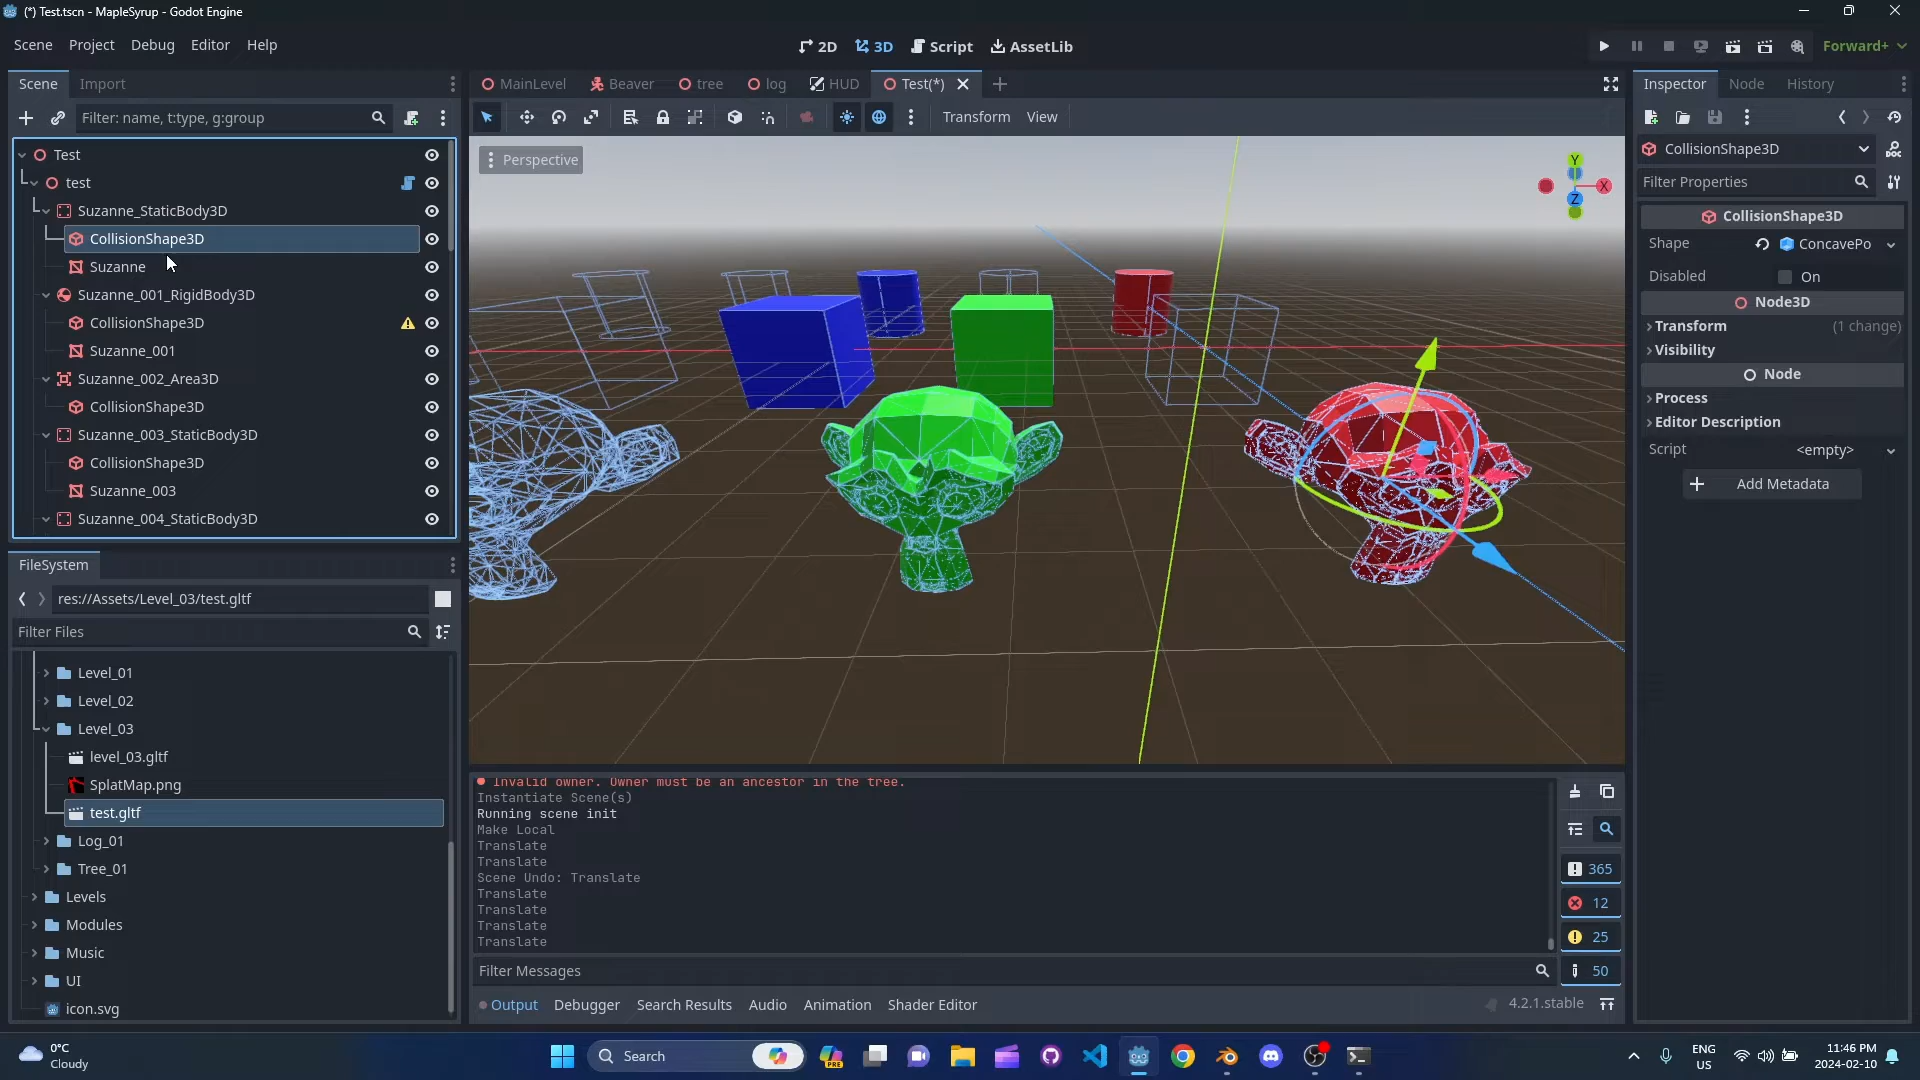 (*) Test.tscn - MapleSyrup - Godot Engine
Scene Project Debug Editor Help
2D 3D Script AssetLib
Forward+
Scene Import
MainLevel Beaver tree log HUD Test(*)
Inspector Node History
Filter: name, t:type, g:group
Transform View
Test
test
Suzanne_StaticBody3D
CollisionShape3D
Suzanne
Suzanne_001_RigidBody3D
CollisionShape3D
Suzanne_001
Suzanne_002_Area3D
CollisionShape3D
Suzanne_003_StaticBody3D
CollisionShape3D
Suzanne_003
Suzanne_004_StaticBody3D
Perspective
Y
X
Z
CollisionShape3D
Filter Properties
CollisionShape3D
Shape ConcavePo
Disabled On
Node3D
Transform (1 change)
Visibility
Node
Process
Editor Description
Script <empty>
Add Metadata
FileSystem
res://Assets/Level_03/test.gltf
Filter Files
Level_01
Level_02
Level_03
level_03.gltf
SplatMap.png
test.gltf
Log_01
Tree_01
Levels
Modules
Music
UI
icon.svg
Invalid owner. Owner must be an ancestor in the tree.
Instantiate Scene(s)
Running scene init
Make Local
Translate
Translate
Scene Undo: Translate
Translate
Translate
Translate
Translate
365
12
25
50
Filter Messages
Output Debugger Search Results Audio Animation Shader Editor
4.2.1.stable
0°C
Cloudy
Search
PRE
ENG
US
11:46 PM
2024-02-10